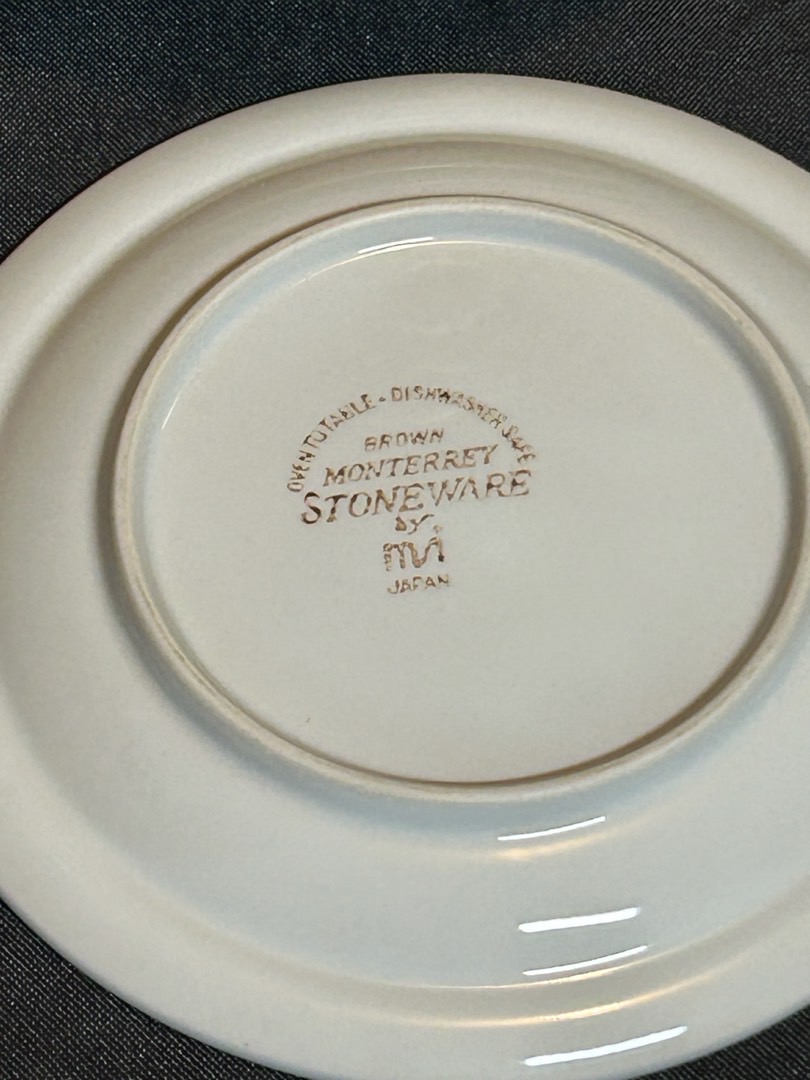 OVEN TO TABLE - DISHWASHER SAFE
BROWN
MONTERREY
STONEWARE
BY
JAPAN